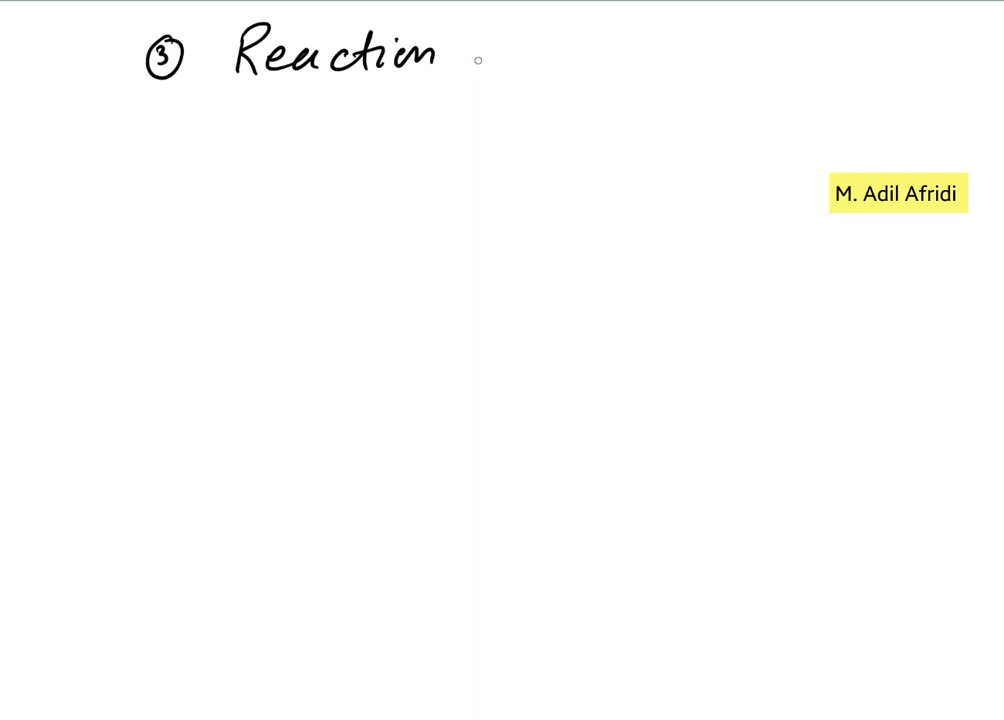 ③ Reaction
M. Adil Afridi